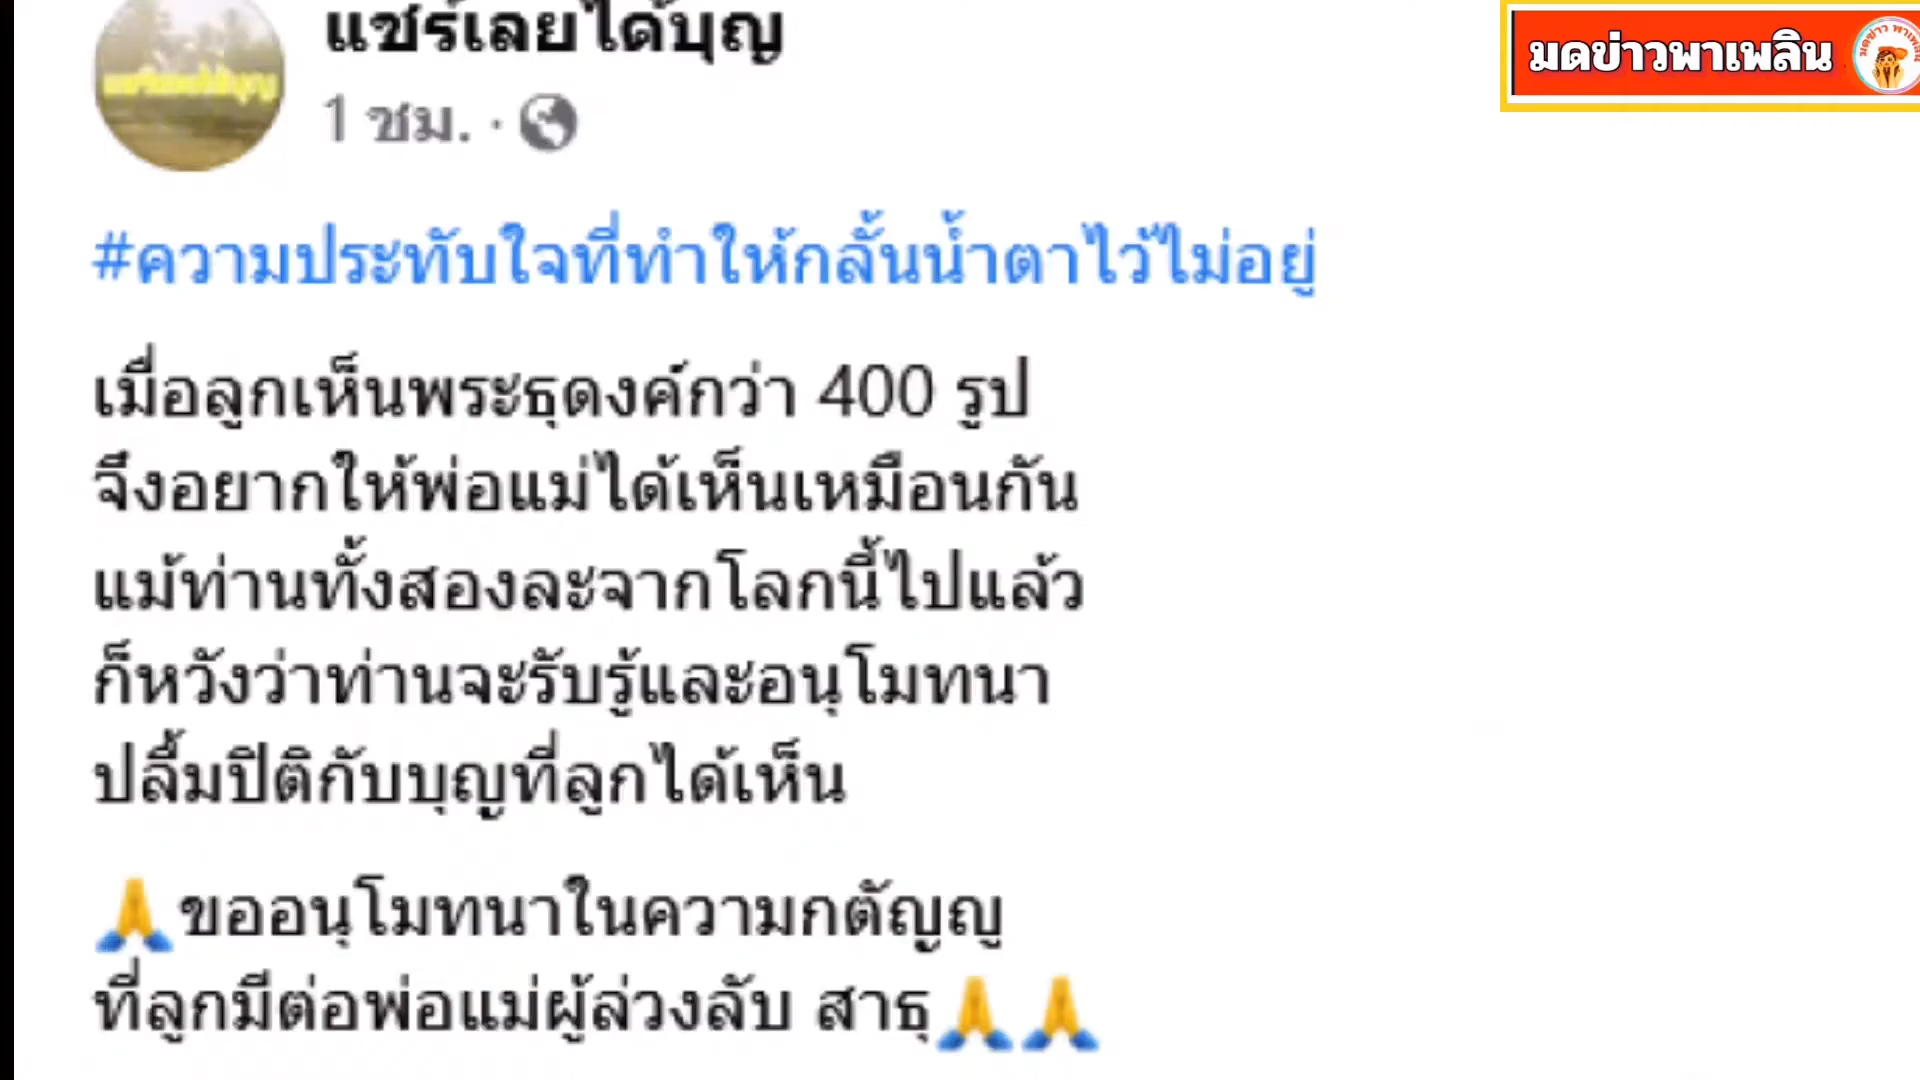 แชร์เลยได้บุญ
มดข่าวพาเพลิน
1 ชม. ·
#ความประทับใจที่ทำให้กลั้นน้ำตาไว้ไม่อยู่
เมื่อลูกเห็นพระธุดงค์กว่า 400 รูป
จึงอยากให้พ่อแม่ได้เห็นเหมือนกัน
แม้ท่านทั้งสองละจากโลกนี้ไปแล้ว
ก็หวังว่าท่านจะรับรู้และอนุโมทนา
ปลื้มปิติกับบุญที่ลูกได้เห็น
🙏ขออนุโมทนาในความกตัญญู
ที่ลูกมีต่อพ่อแม่ผู้ล่วงลับ สาธุ🙏🙏